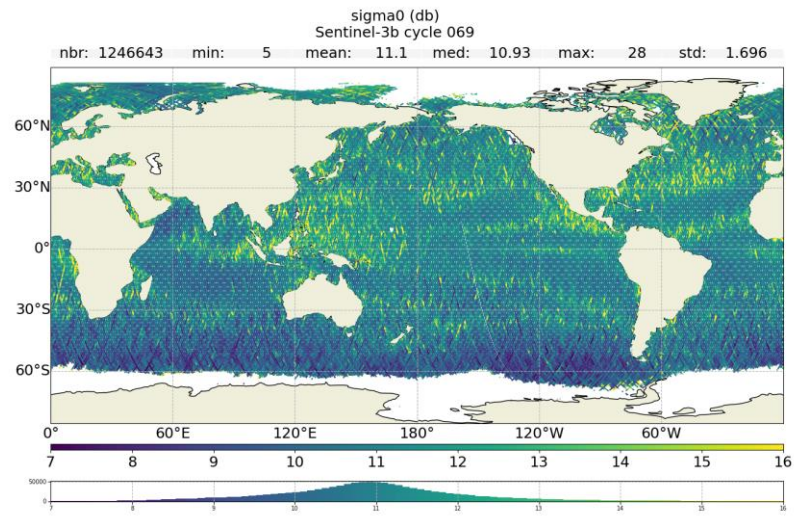 sigma0 (db)
Sentinel-3b cycle 069
nbr: 1246643 min: 5 mean: 11.1 med: 10.93 max: 28 std: 1.696
60°N
30°N
0°
30°S
60°S
0° 60°E 120°E 180° 120°W 60°W
7 8 9 10 11 12 13 14 15 16
50000
0
7 8 9 10 11 12 13 14 15 16